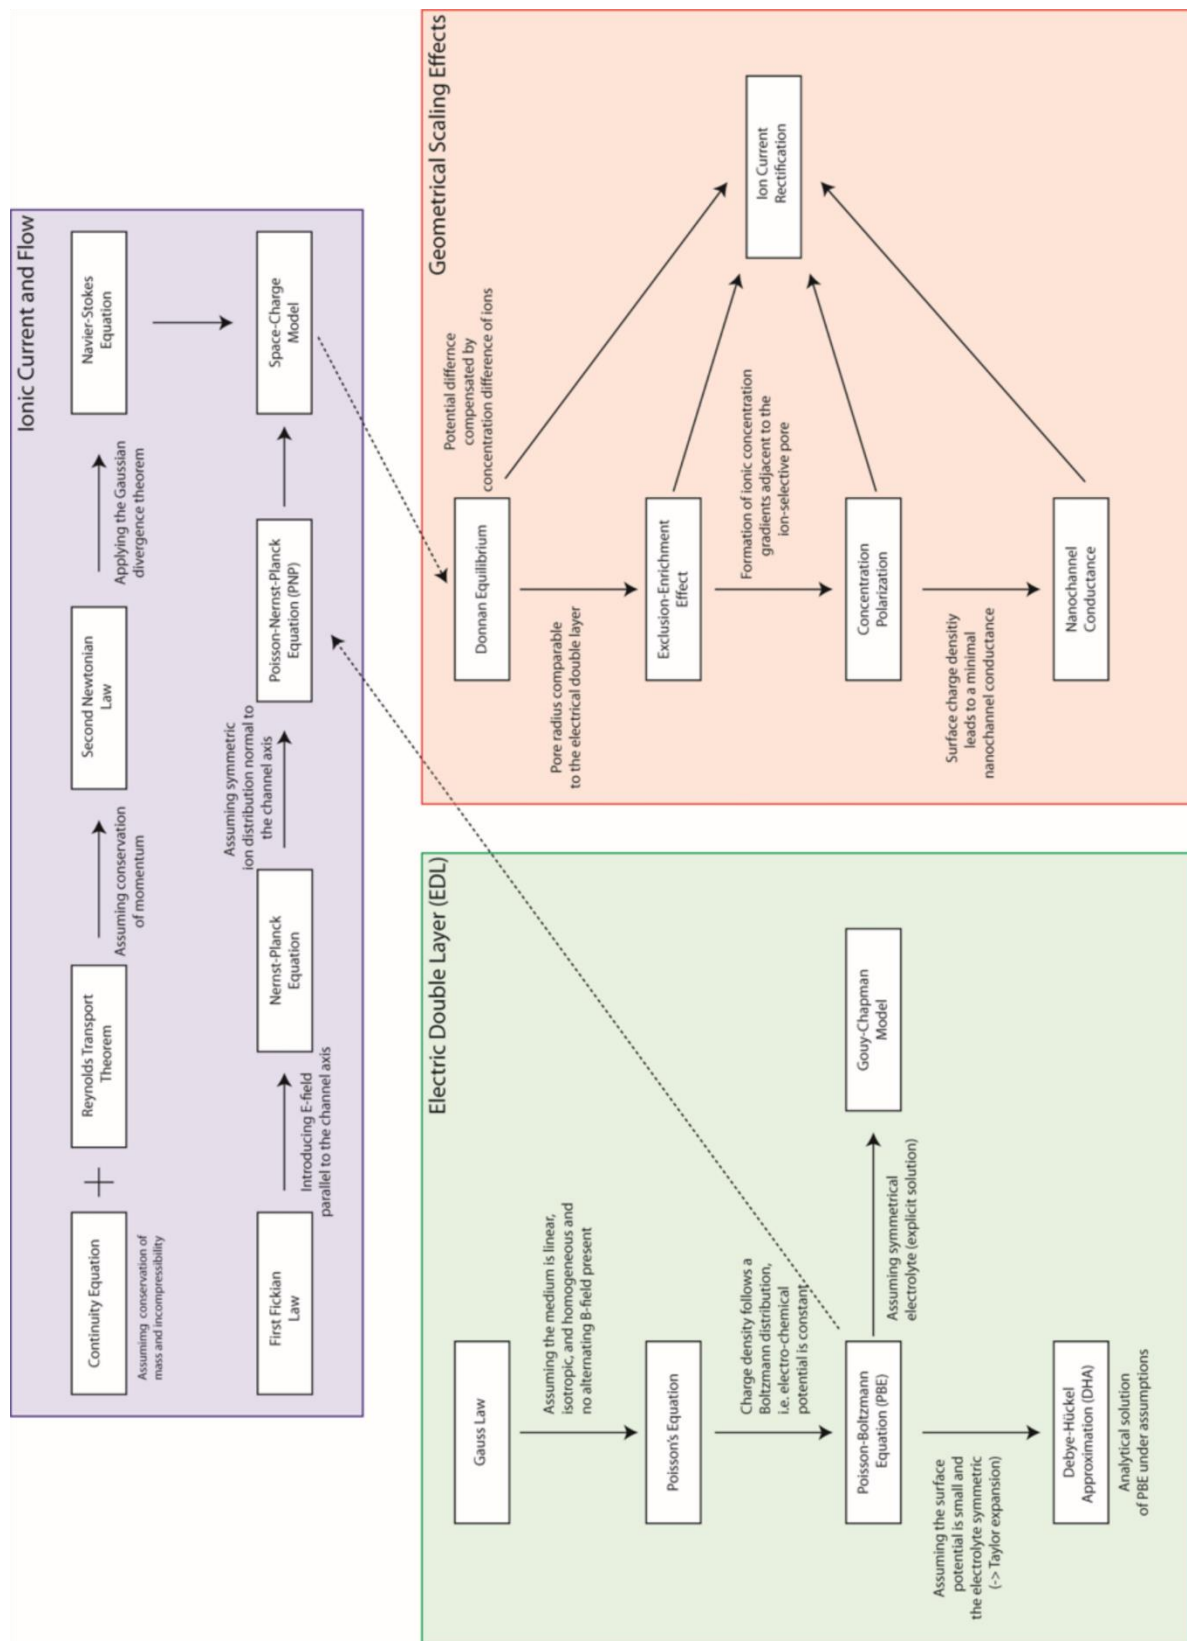 Ionic Current and Flow
Continuity Equation
Assuming conservation of
mass and incompressibility
Reynolds Transport
Theorem
Assuming conservation
of momentum
Second Newtonian
Law
Applying the Gaussian
divergence theorem
Navier-Stokes
Equation
First Fickian
Law
Introducing E-field
parallel to the channel axis
Nernst-Planck
Equation
Assuming symmetric
ion distribution normal to
the channel axis
Poisson-Nernst-Planck
Equation (PNP)
Space-Charge
Model
Electric Double Layer (EDL)
Gauss Law
Assuming the medium is linear,
isotropic, and homogeneous and
no alternating B-field present
Poisson's Equation
Charge density follows a
Boltzmann distribution,
i.e. electro-chemical
potential is constant
Poisson-Boltzmann
Equation (PBE)
Assuming symmetrical
electrolyte (explicit solution)
Gouy-Chapman
Model
Assuming the surface
potential is small and
the electrolyte symmetric
(-> Taylor expansion)
Debye-Hückel
Approximation (DHA)
Analytical solution
of PBE under assumptions
Geometrical Scaling Effects
Donnan Equilibrium
Potential differnce
compensated by
concentration difference of ions
Pore radius comparable
to the electrical double layer
Exclusion-Enrichment
Effect
Formation of ionic concentration
gradients adjacent to the
ion-selective pore
Concentration
Polarization
Surface charge densitiy
leads to a minimal
nanochannel conductance
Nanochannel
Conductance
Ion Current
Rectification